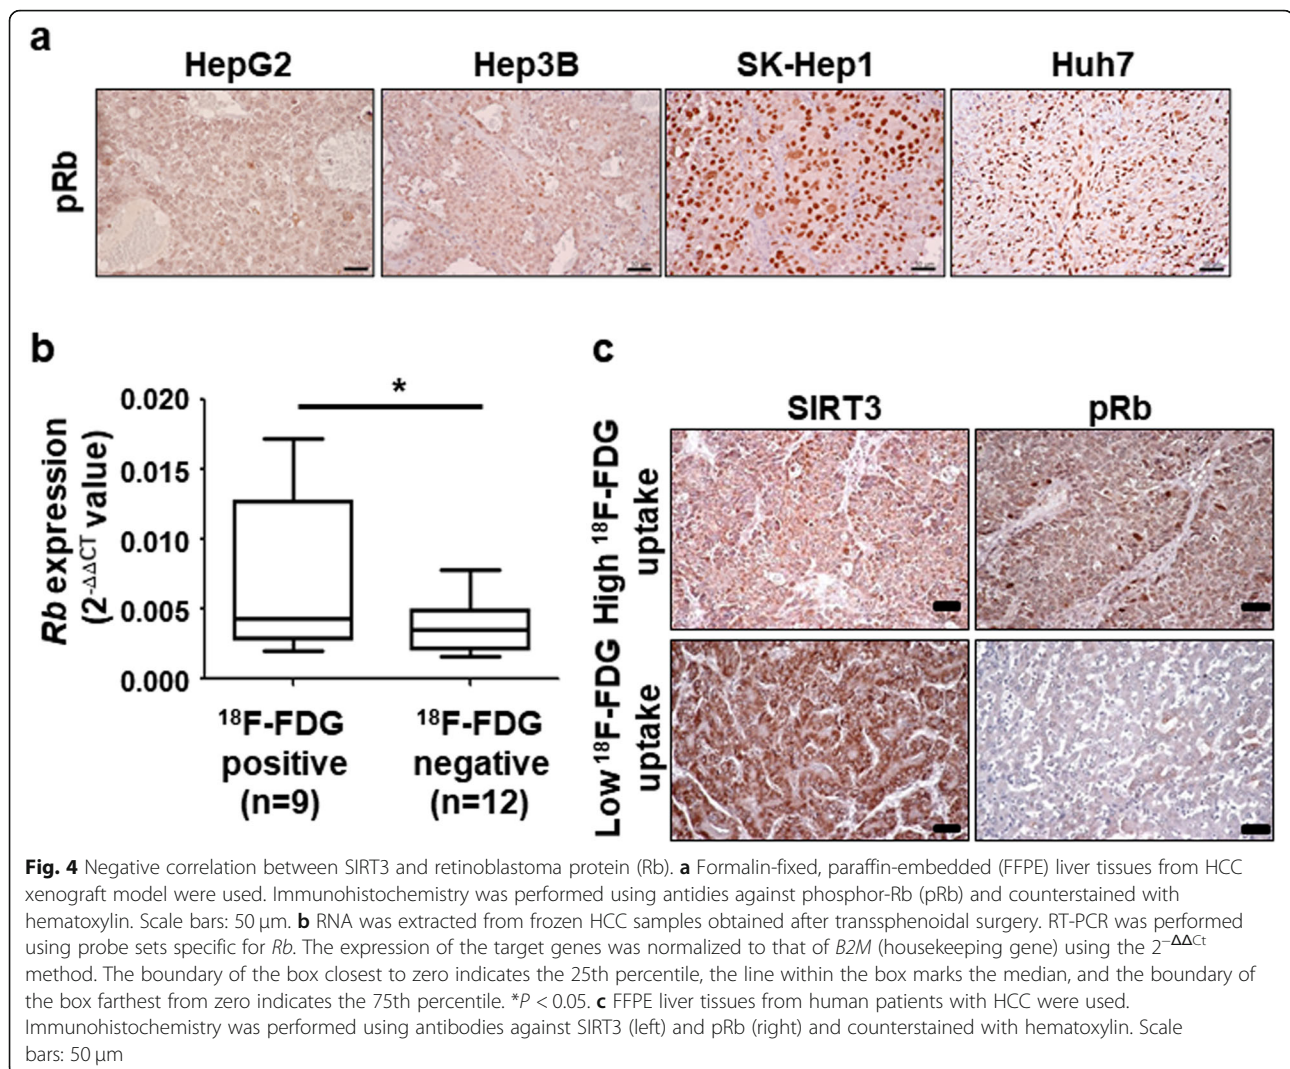 a
HepG2 Hep3B SK-Hep1 Huh7
pRb
b
Rb expression
(2-ΔΔCT value)
*
0.020
0.015
0.010
0.005
0.000
18F-FDG
positive
(n=9)
18F-FDG
negative
(n=12)
c
SIRT3 pRb
High 18F-FDG
uptake
Low 18F-FDG
uptake
Fig. 4 Negative correlation between SIRT3 and retinoblastoma protein (Rb). a Formalin-fixed, paraffin-embedded (FFPE) liver tissues from HCC
xenograft model were used. Immunohistochemistry was performed using antidies against phosphor-Rb (pRb) and counterstained with
hematoxylin. Scale bars: 50 μm. b RNA was extracted from frozen HCC samples obtained after transsphenoidal surgery. RT-PCR was performed
using probe sets specific for Rb. The expression of the target genes was normalized to that of B2M (housekeeping gene) using the 2−ΔΔCt
method. The boundary of the box closest to zero indicates the 25th percentile, the line within the box marks the median, and the boundary of
the box farthest from zero indicates the 75th percentile. *P < 0.05. c FFPE liver tissues from human patients with HCC were used.
Immunohistochemistry was performed using antibodies against SIRT3 (left) and pRb (right) and counterstained with hematoxylin. Scale
bars: 50 μm